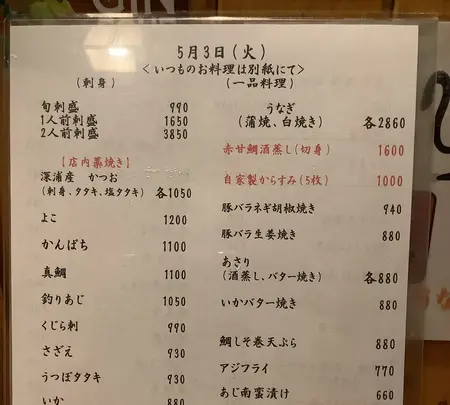 GIN
5月3日(火)
<いつものお料理は別紙にて>
(刺身)
旬刺盛 990
1人前刺盛 1650
2人前刺盛 3850
【店内藁焼き】
深浦産 かつお
(刺身、タタキ、塩タタキ) 各1050
よこ 1200
かんぱち 1100
真鯛 1100
釣りあじ 1050
くじら刺 990
さざえ 930
うつぼタタキ 930
いか 880
(一品料理)
うなぎ
(蒲焼、白焼き) 各2860
赤甘鯛酒蒸し(切身) 1600
自家製からすみ(5枚) 1000
豚バラネギ胡椒焼き 940
豚バラ生姜焼き 880
あさり
(酒蒸し、バター焼き) 各880
いかバター焼き 880
鯛しそ巻天ぷら 880
アジフライ 770
あじ南蛮漬け 660